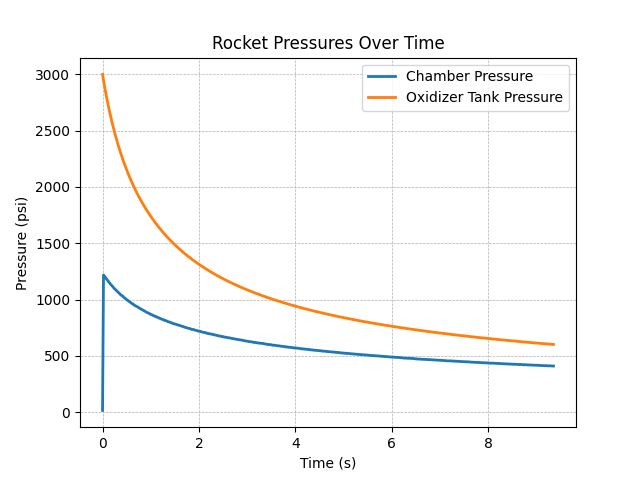 Rocket Pressures Over Time
Chamber Pressure
Oxidizer Tank Pressure
Pressure (psi)
3000
2500
2000
1500
1000
500
0
0 2 4 6 8
Time (s)